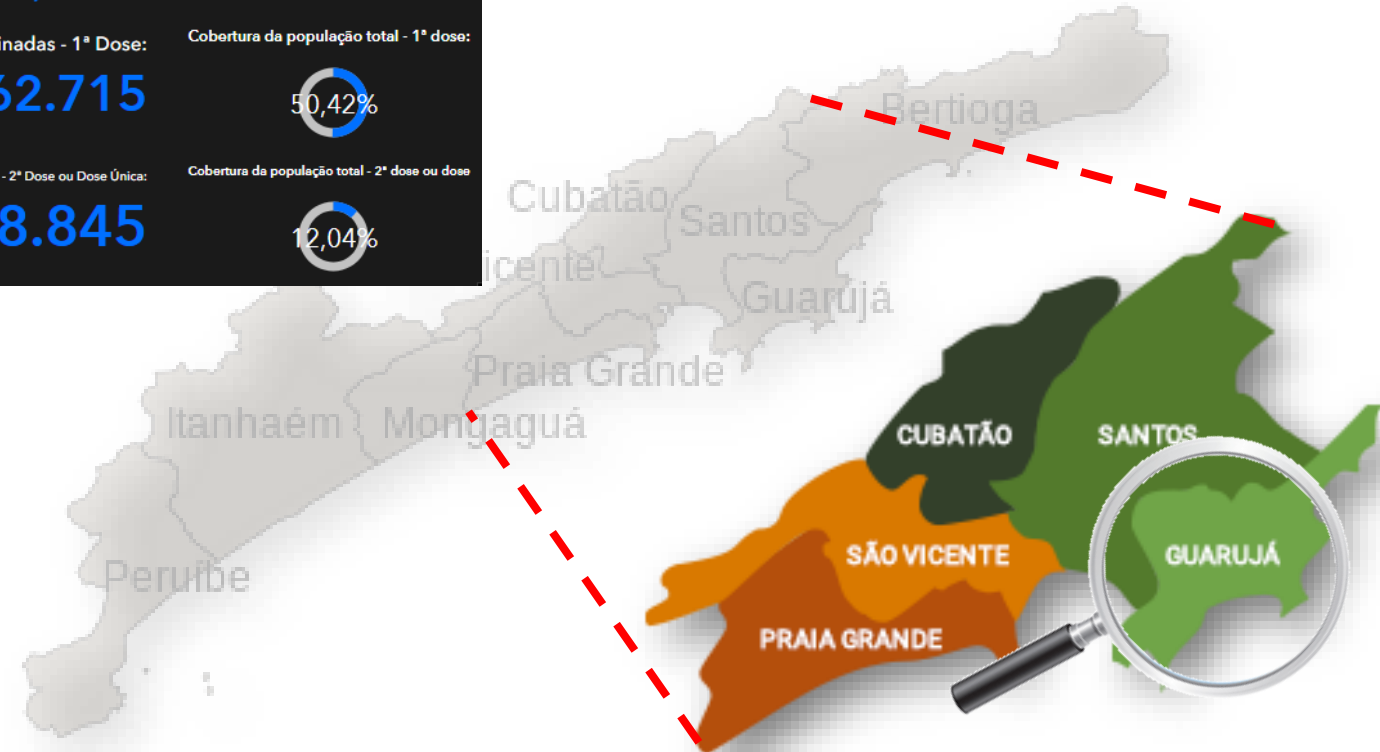 inadas - 1ª Dose:
62.715
Cobertura da população total - 1ª dose:
50,42%
- 2ª Dose ou Dose Única:
8.845
Cobertura da população total - 2ª dose ou dose
12,04%
Bertioga
Cubatão
Santos
icente
Guarujá
Praia Grande
Itanhaém
Mongaguá
Peruíbe
CUBATÃO
SANTOS
SÃO VICENTE
GUARUJÁ
PRAIA GRANDE